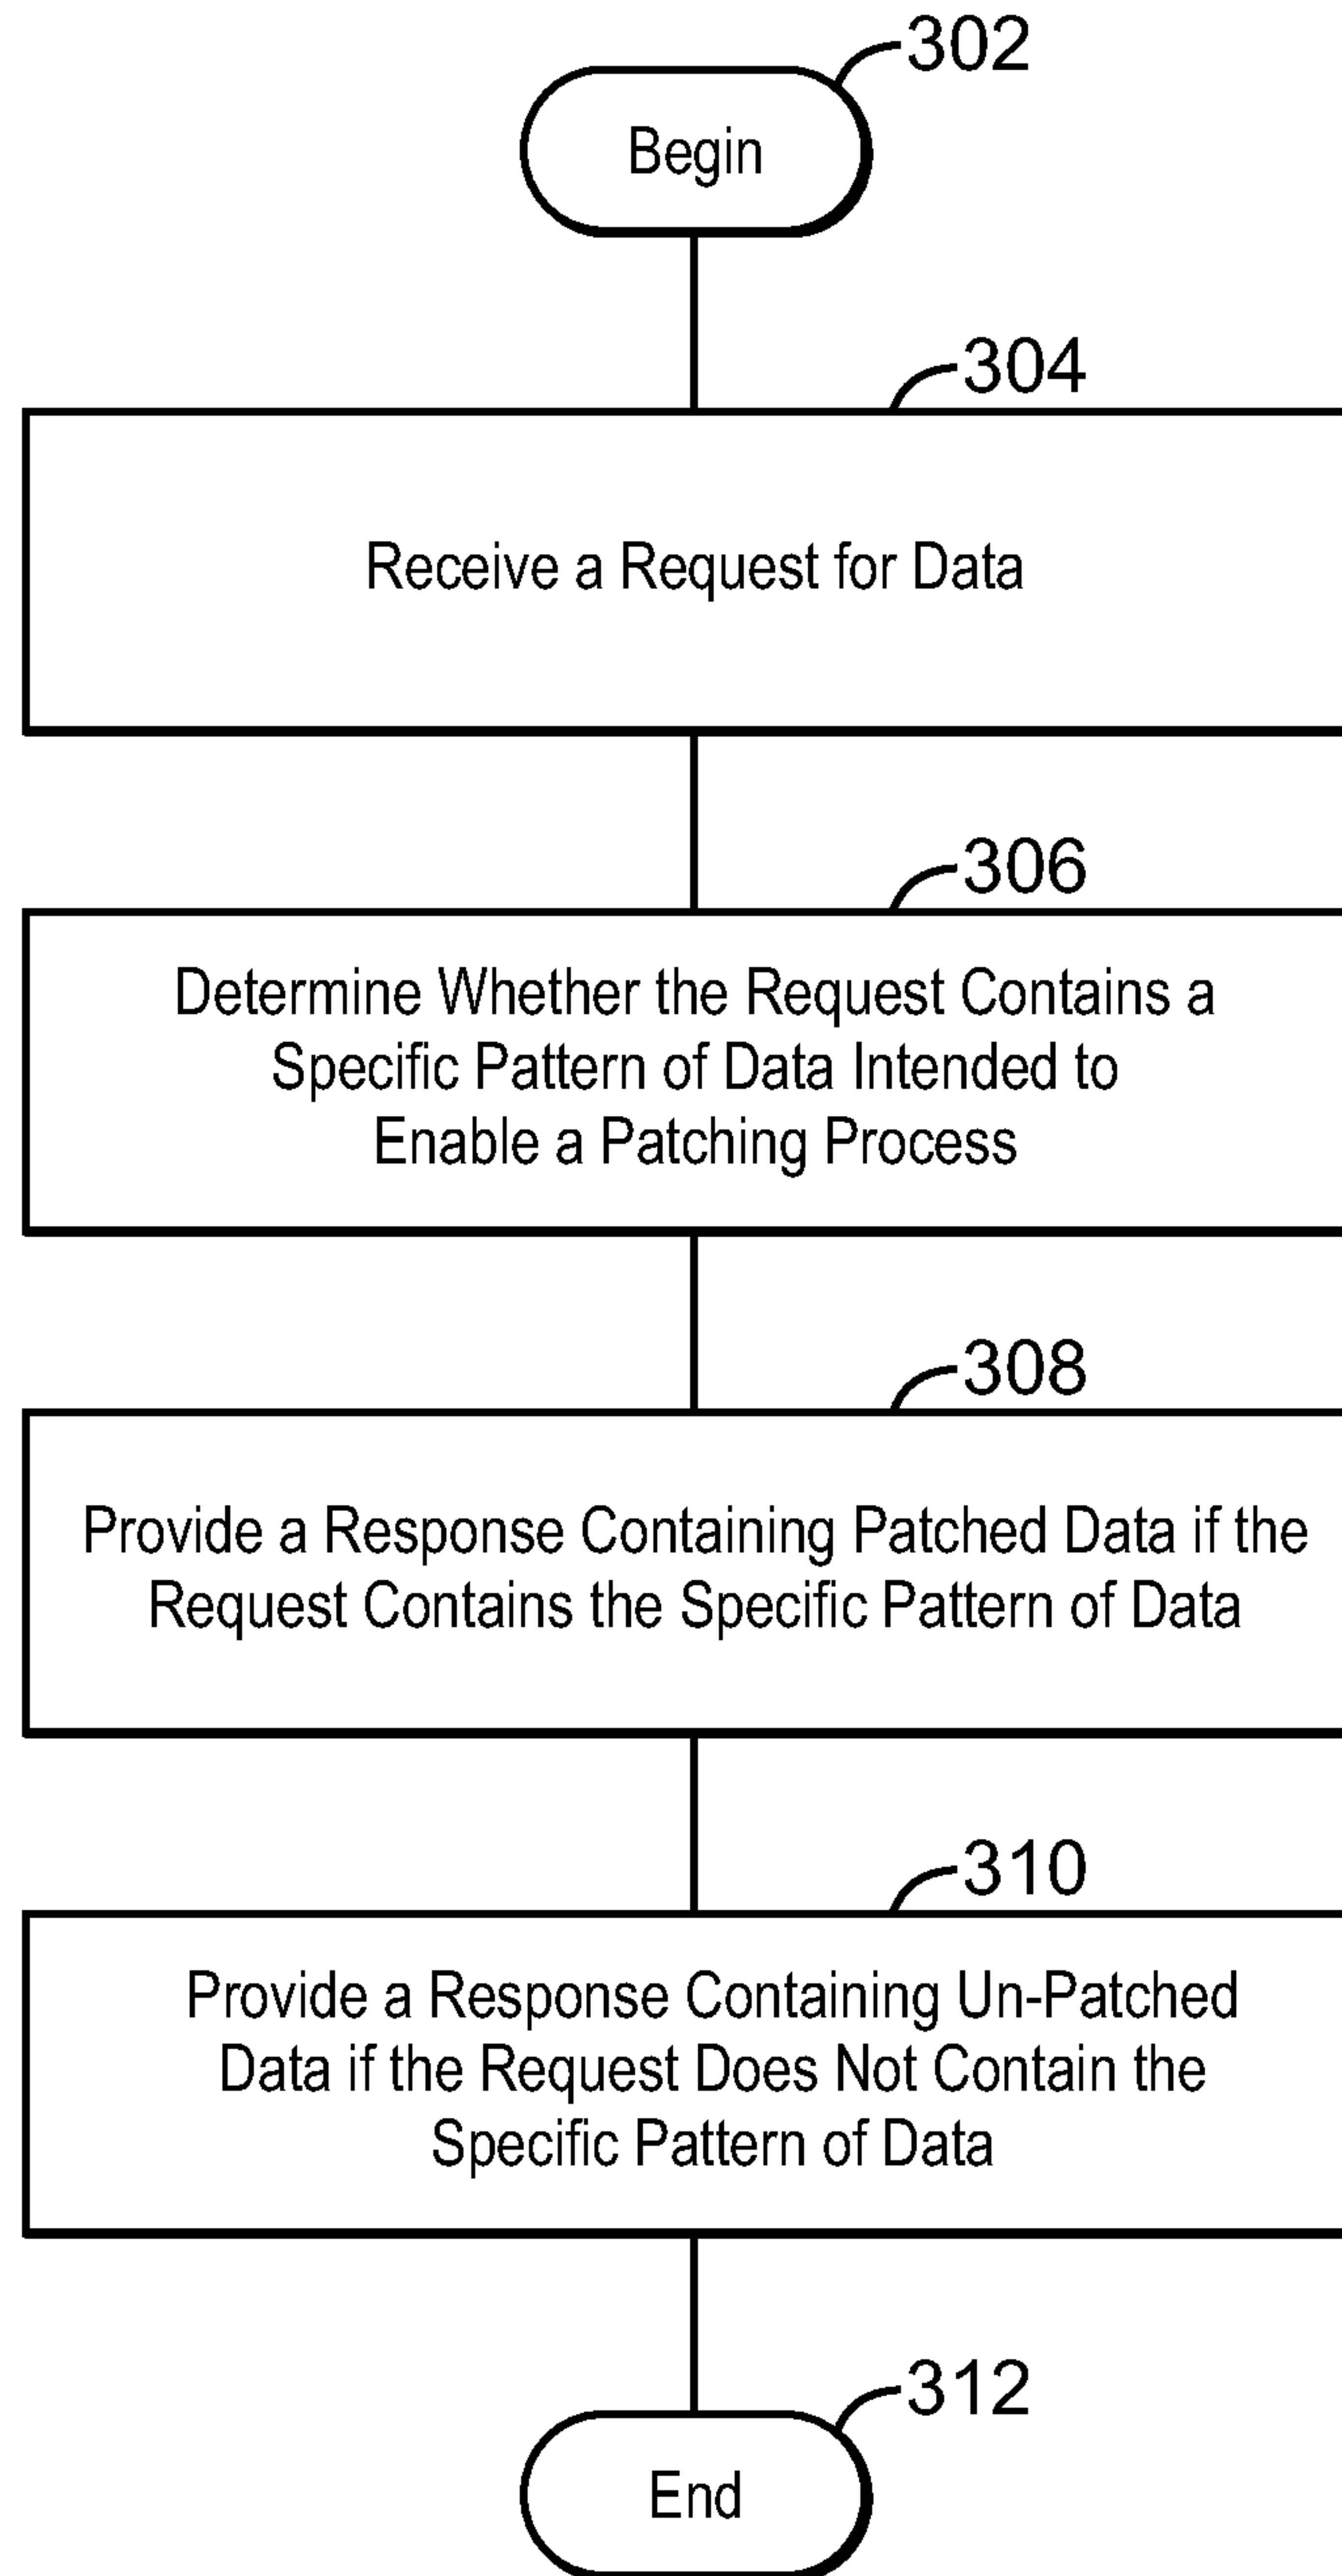 302
Begin
304
Receive a Request for Data
306
Determine Whether the Request Contains a
Specific Pattern of Data Intended to
Enable a Patching Process
308
Provide a Response Containing Patched Data if the
Request Contains the Specific Pattern of Data
310
Provide a Response Containing Un-Patched
Data if the Request Does Not Contain the
Specific Pattern of Data
312
End